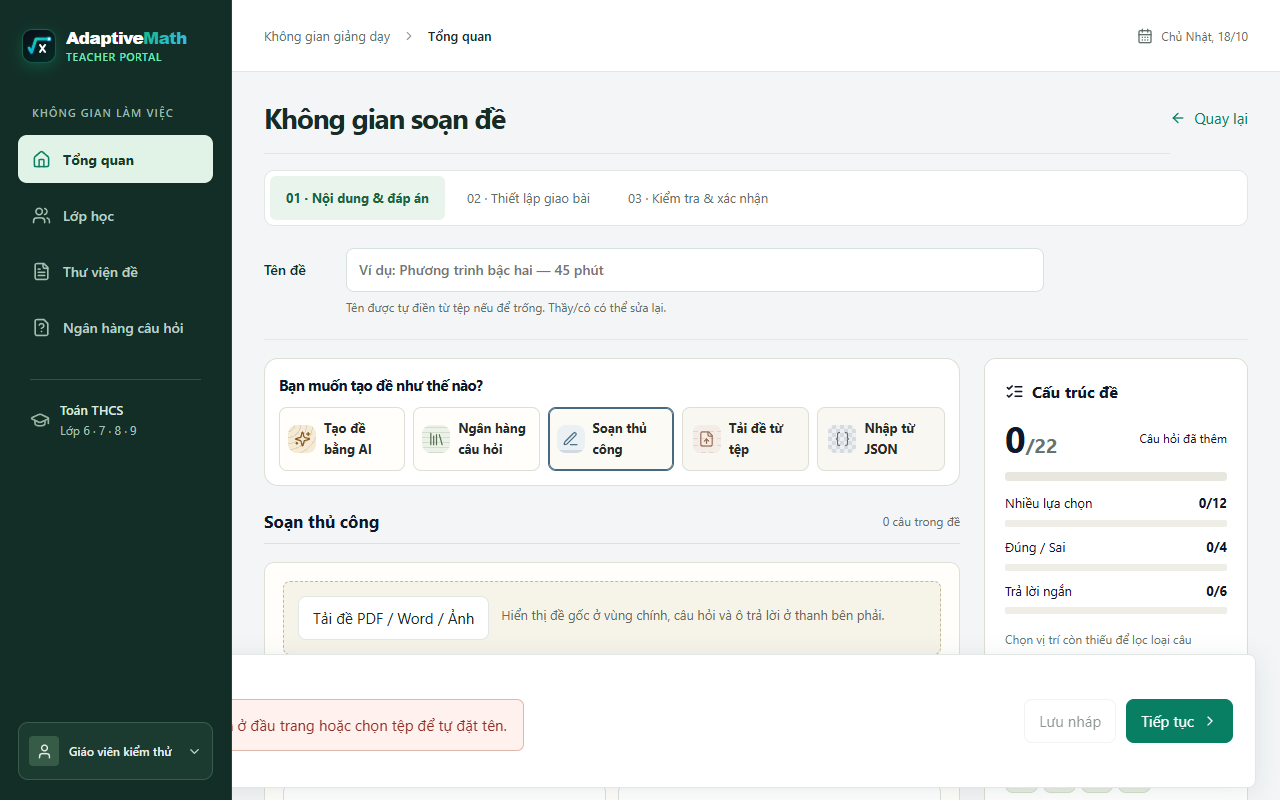 AdaptiveMath
TEACHER PORTAL
KHÔNG GIAN LÀM VIỆC
Tổng quan
Lớp học
Thư viện đề
Ngân hàng câu hỏi
Toán THCS
Lớp 6 · 7 · 8 · 9
Giáo viên kiểm thử
Không gian giảng dạy
Tổng quan
Chủ Nhật, 18/10
Không gian soạn đề
Quay lại
01 · Nội dung & đáp án
02 · Thiết lập giao bài
03 · Kiểm tra & xác nhận
Tên đề
Ví dụ: Phương trình bậc hai — 45 phút
Tên được tự điền từ tệp nếu để trống. Thầy/cô có thể sửa lại.
Bạn muốn tạo đề như thế nào?
Tạo đề
bằng AI
Ngân hàng
câu hỏi
Soạn thủ
công
Tải đề từ
tệp
Nhập từ
JSON
Soạn thủ công
0 câu trong đề
Tải đề PDF / Word / Ảnh
Hiển thị đề gốc ở vùng chính, câu hỏi và ô trả lời ở thanh bên phải.
Cấu trúc đề
0/22
Câu hỏi đã thêm
Nhiều lựa chọn 0/12
Đúng / Sai 0/4
Trả lời ngắn 0/6
Chọn vị trí còn thiếu để lọc loại câu
ở đầu trang hoặc chọn tệp để tự đặt tên.
Lưu nháp
Tiếp tục